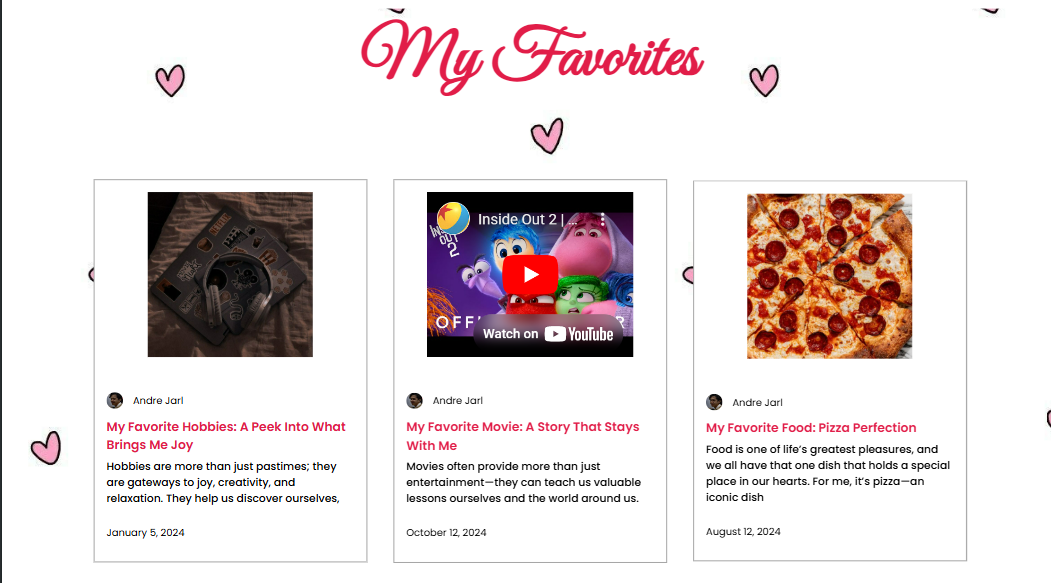 My Favorites
Inside Out 2 | ...
INSIDE
OUT
2
Watch on YouTube
Andre Jarl
My Favorite Hobbies: A Peek Into What
Brings Me Joy
Hobbies are more than just pastimes; they
are gateways to joy, creativity, and
relaxation. They help us discover ourselves,
January 5, 2024
Andre Jarl
My Favorite Movie: A Story That Stays
With Me
Movies often provide more than just
entertainment—they can teach us valuable
lessons ourselves and the world around us.
October 12, 2024
Andre Jarl
My Favorite Food: Pizza Perfection
Food is one of life’s greatest pleasures, and
we all have that one dish that holds a special
place in our hearts. For me, it’s pizza—an
iconic dish
August 12, 2024